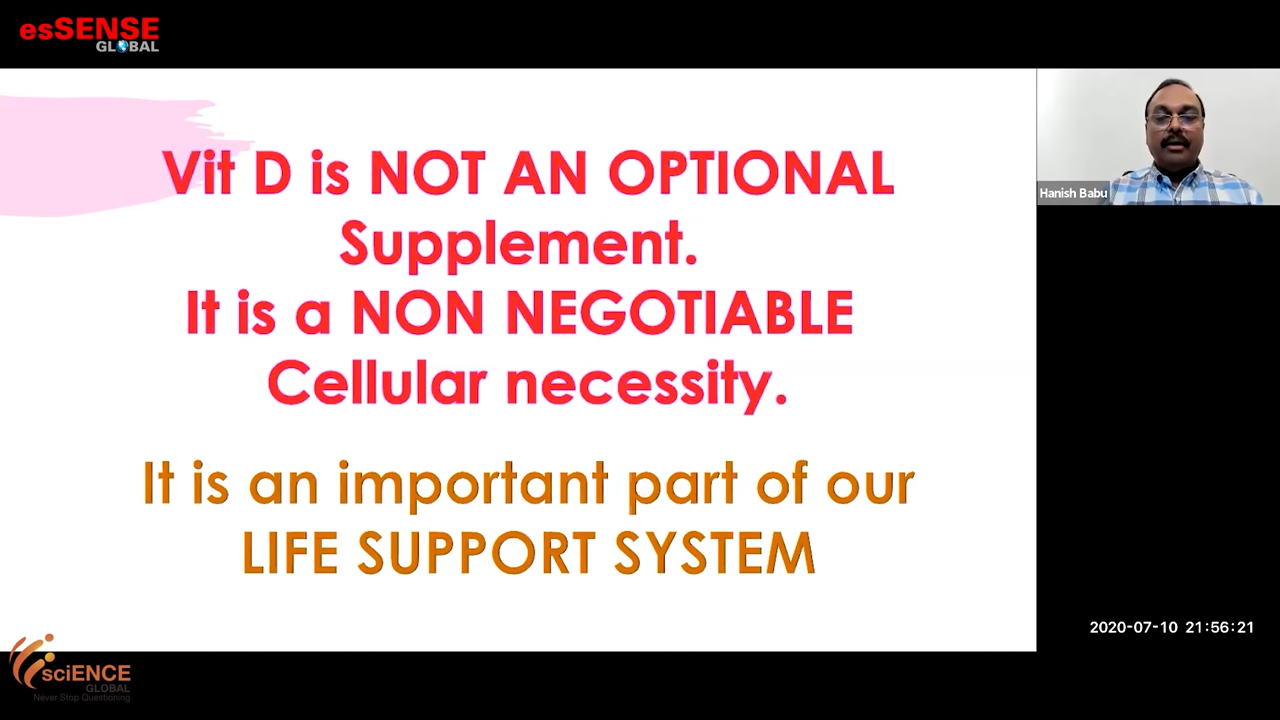 esSENSE
GLOBAL
Vit D is NOT AN OPTIONAL
Supplement.
It is a NON NEGOTIABLE
Cellular necessity.
It is an important part of our
LIFE SUPPORT SYSTEM
Hanish Babu
2020-07-10 21:56:21
sciENCE
GLOBAL
Never Stop Questioning